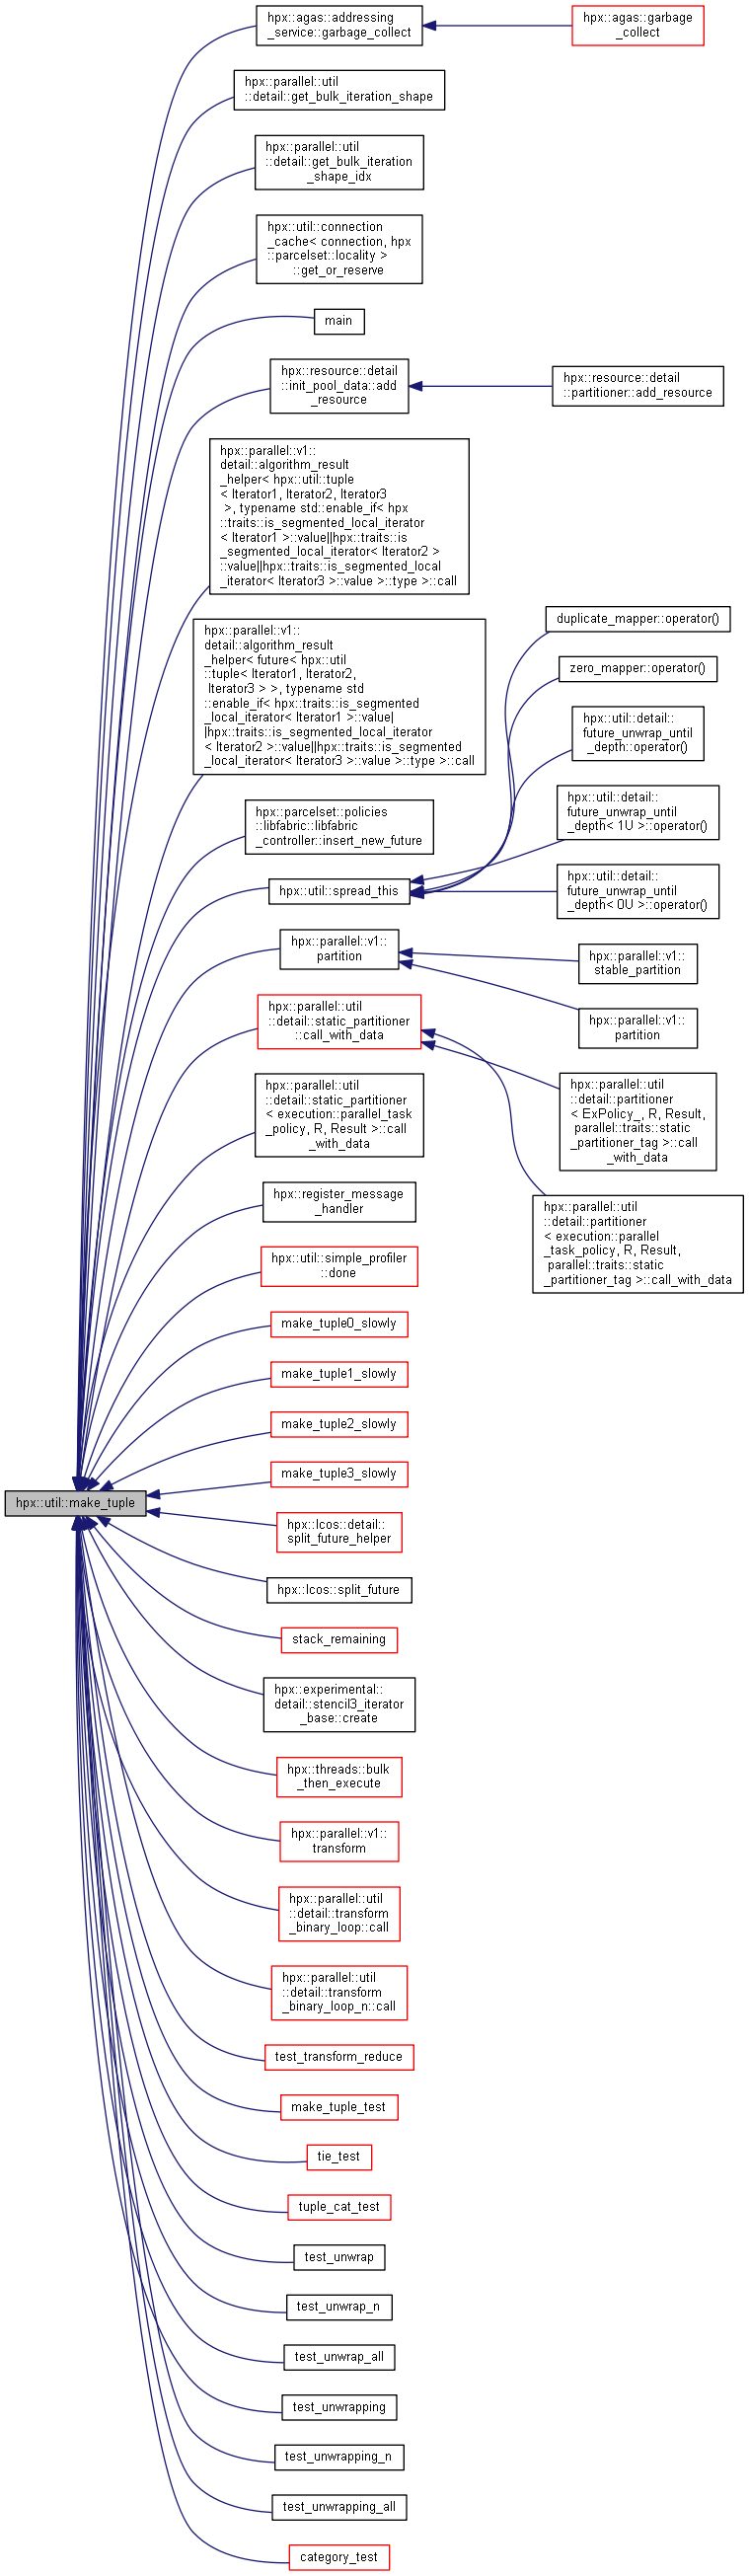 hpx::agas::addressing
_service::garbage_collect
hpx::agas::garbage
_collect
hpx::parallel::util
::detail::get_bulk_iteration_shape
hpx::parallel::util
::detail::get_bulk_iteration
_shape_idx
hpx::util::connection
_cache< connection, hpx
::parcelset::locality >
::get_or_reserve
main
hpx::resource::detail
::init_pool_data::add
_resource
hpx::resource::detail
::partitioner::add_resource
hpx::parallel::v1::
detail::algorithm_result
_helper< hpx::util::tuple
< Iterator1, Iterator2, Iterator3
>, typename std::enable_if< hpx
::traits::is_segmented_local_iterator
< Iterator1 >::value||hpx::traits::is
_segmented_local_iterator< Iterator2 >
::value||hpx::traits::is_segmented_local
_iterator< Iterator3 >::value >::type >::call
hpx::parallel::v1::
detail::algorithm_result
_helper< future< hpx::util
::tuple< Iterator1, Iterator2,
Iterator3 > >, typename std
::enable_if< hpx::traits::is_segmented
_local_iterator< Iterator1 >::value|
|hpx::traits::is_segmented_local_iterator
< Iterator2 >::value||hpx::traits::is_segmented
_local_iterator< Iterator3 >::value >::type >::call
duplicate_mapper::operator()
zero_mapper::operator()
hpx::util::detail::
future_unwrap_until
_depth::operator()
hpx::util::detail::
future_unwrap_until
_depth< 1U >::operator()
hpx::parcelset::policies
::libfabric::libfabric
_controller::insert_new_future
hpx::util::spread_this
hpx::util::detail::
future_unwrap_until
_depth< 0U >::operator()
hpx::parallel::v1::
partition
hpx::parallel::v1::
stable_partition
hpx::parallel::v1::
partition
hpx::parallel::util
::detail::static_partitioner
::call_with_data
hpx::parallel::util
::detail::static_partitioner
< execution::parallel_task
_policy, R, Result >::call
_with_data
hpx::parallel::util
::detail::partitioner
< ExPolicy_, R, Result,
parallel::traits::static
_partitioner_tag >::call
_with_data
hpx::parallel::util
::detail::partitioner
< execution::parallel
_task_policy, R, Result,
parallel::traits::static
_partitioner_tag >::call_with_data
hpx::register_message
_handler
hpx::util::simple_profiler
::done
make_tuple0_slowly
make_tuple1_slowly
make_tuple2_slowly
make_tuple3_slowly
hpx::util::make_tuple
hpx::lcos::detail::
split_future_helper
hpx::lcos::split_future
stack_remaining
hpx::experimental::
detail::stencil3_iterator
_base::create
hpx::threads::bulk
_then_execute
hpx::parallel::v1::
transform
hpx::parallel::util
::detail::transform
_binary_loop::call
hpx::parallel::util
::detail::transform
_binary_loop_n::call
test_transform_reduce
make_tuple_test
tie_test
tuple_cat_test
test_unwrap
test_unwrap_n
test_unwrap_all
test_unwrapping
test_unwrapping_n
test_unwrapping_all
category_test